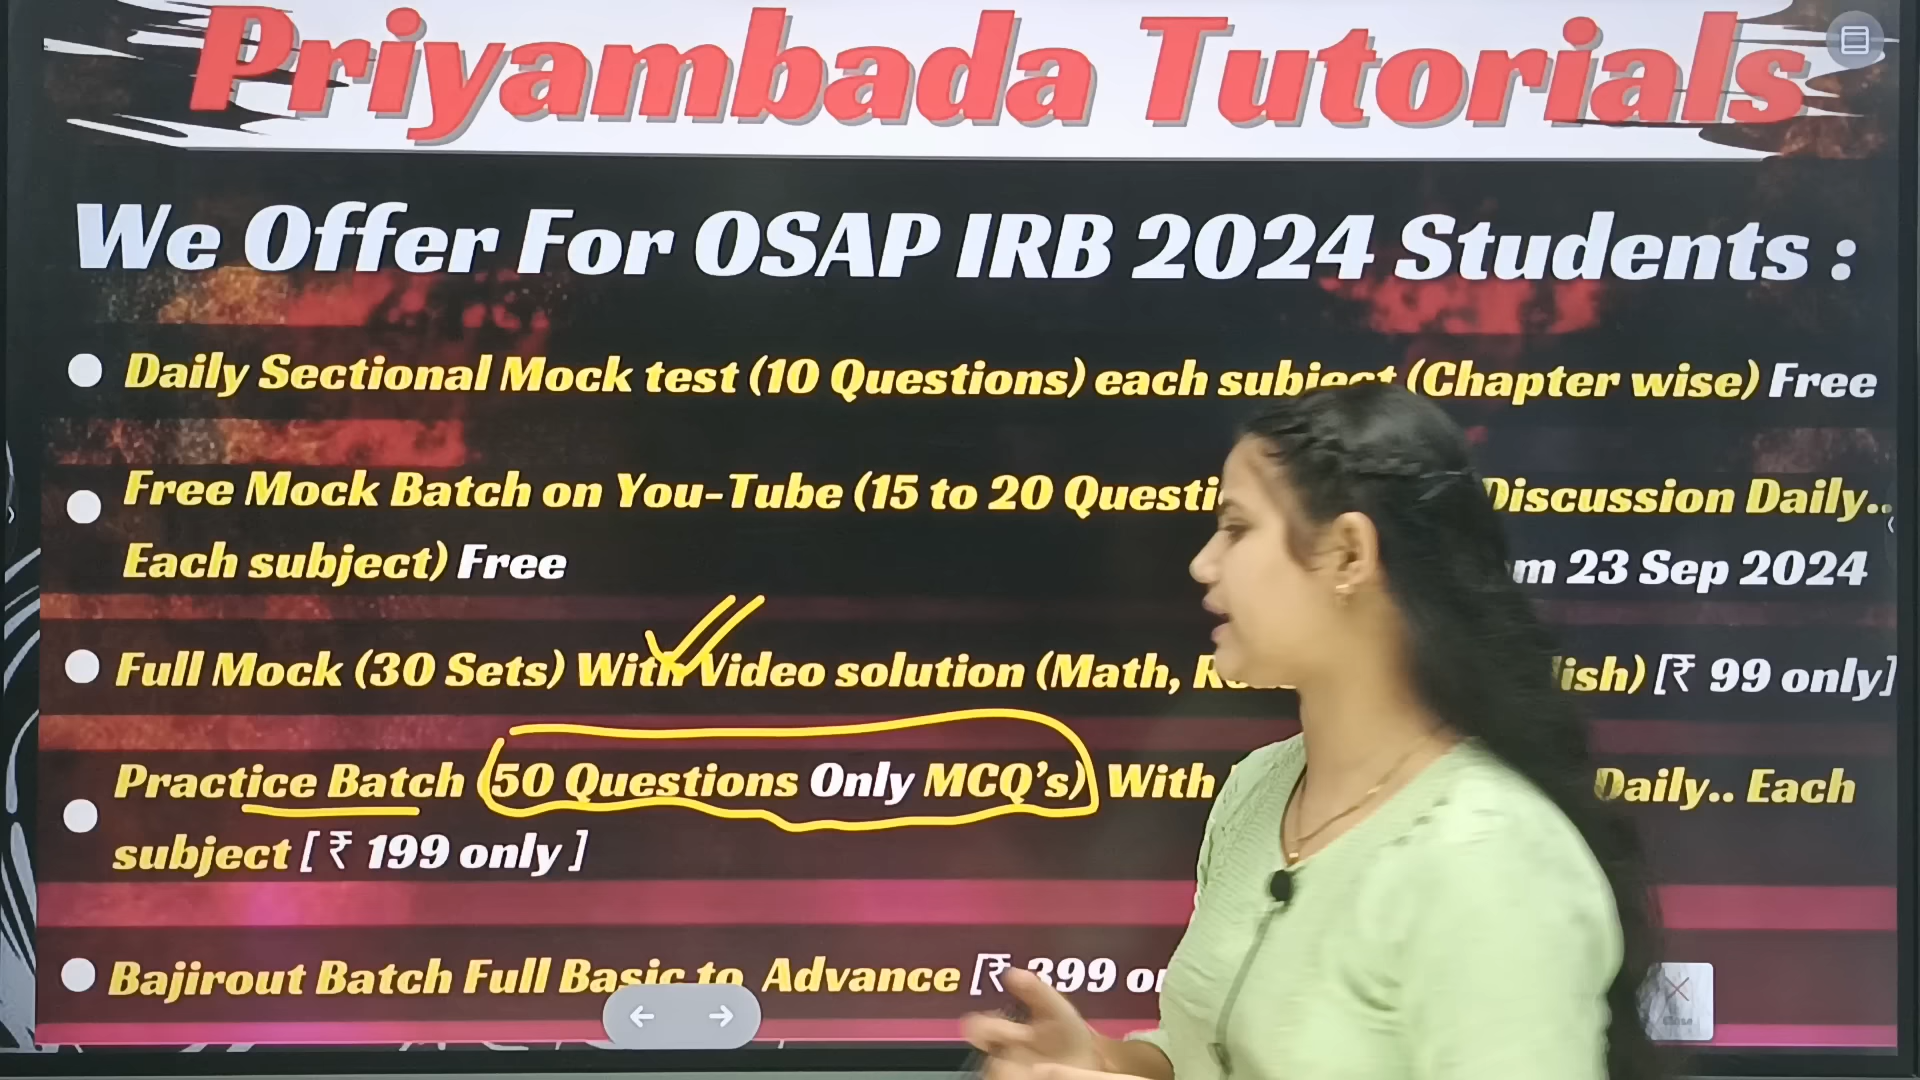 Priyambada Tutorials
We Offer For OSAP IRB 2024 Students :
Daily Sectional Mock test (10 Questions) each subject (Chapter wise) Free
Free Mock Batch on You-Tube (15 to 20 Discussion Daily..
Each subject) Free 23 Sep 2024
Full Mock (30 Sets) With Video solution (Math, [₹ 99 only]
Practice Batch (50 Questions Only MCQ's) With Daily.. Each
subject [ ₹ 199 only ]
Bajirout Batch Full Basic to Advance [₹ 399
Close